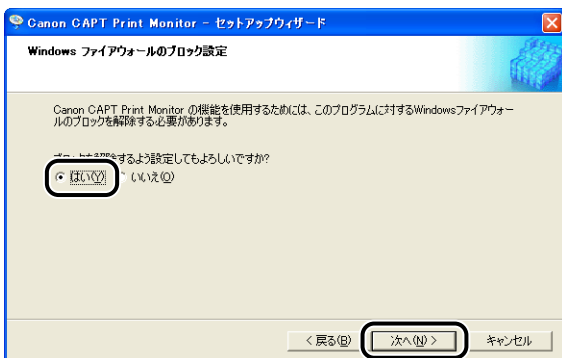 Canon CAPT Print Monitor - セットアップウィザード
Windows ファイアウォールのブロック設定
Canon CAPT Print Monitor の機能を使用するためには、このプログラムに対するWindowsファイアウォー
ルのブロックを解除する必要があります。
ブロックを解除するよう設定してもよろしいですか?
はい(Y) いいえ(O)
< 戻る(B) 次へ(N) > キャンセル